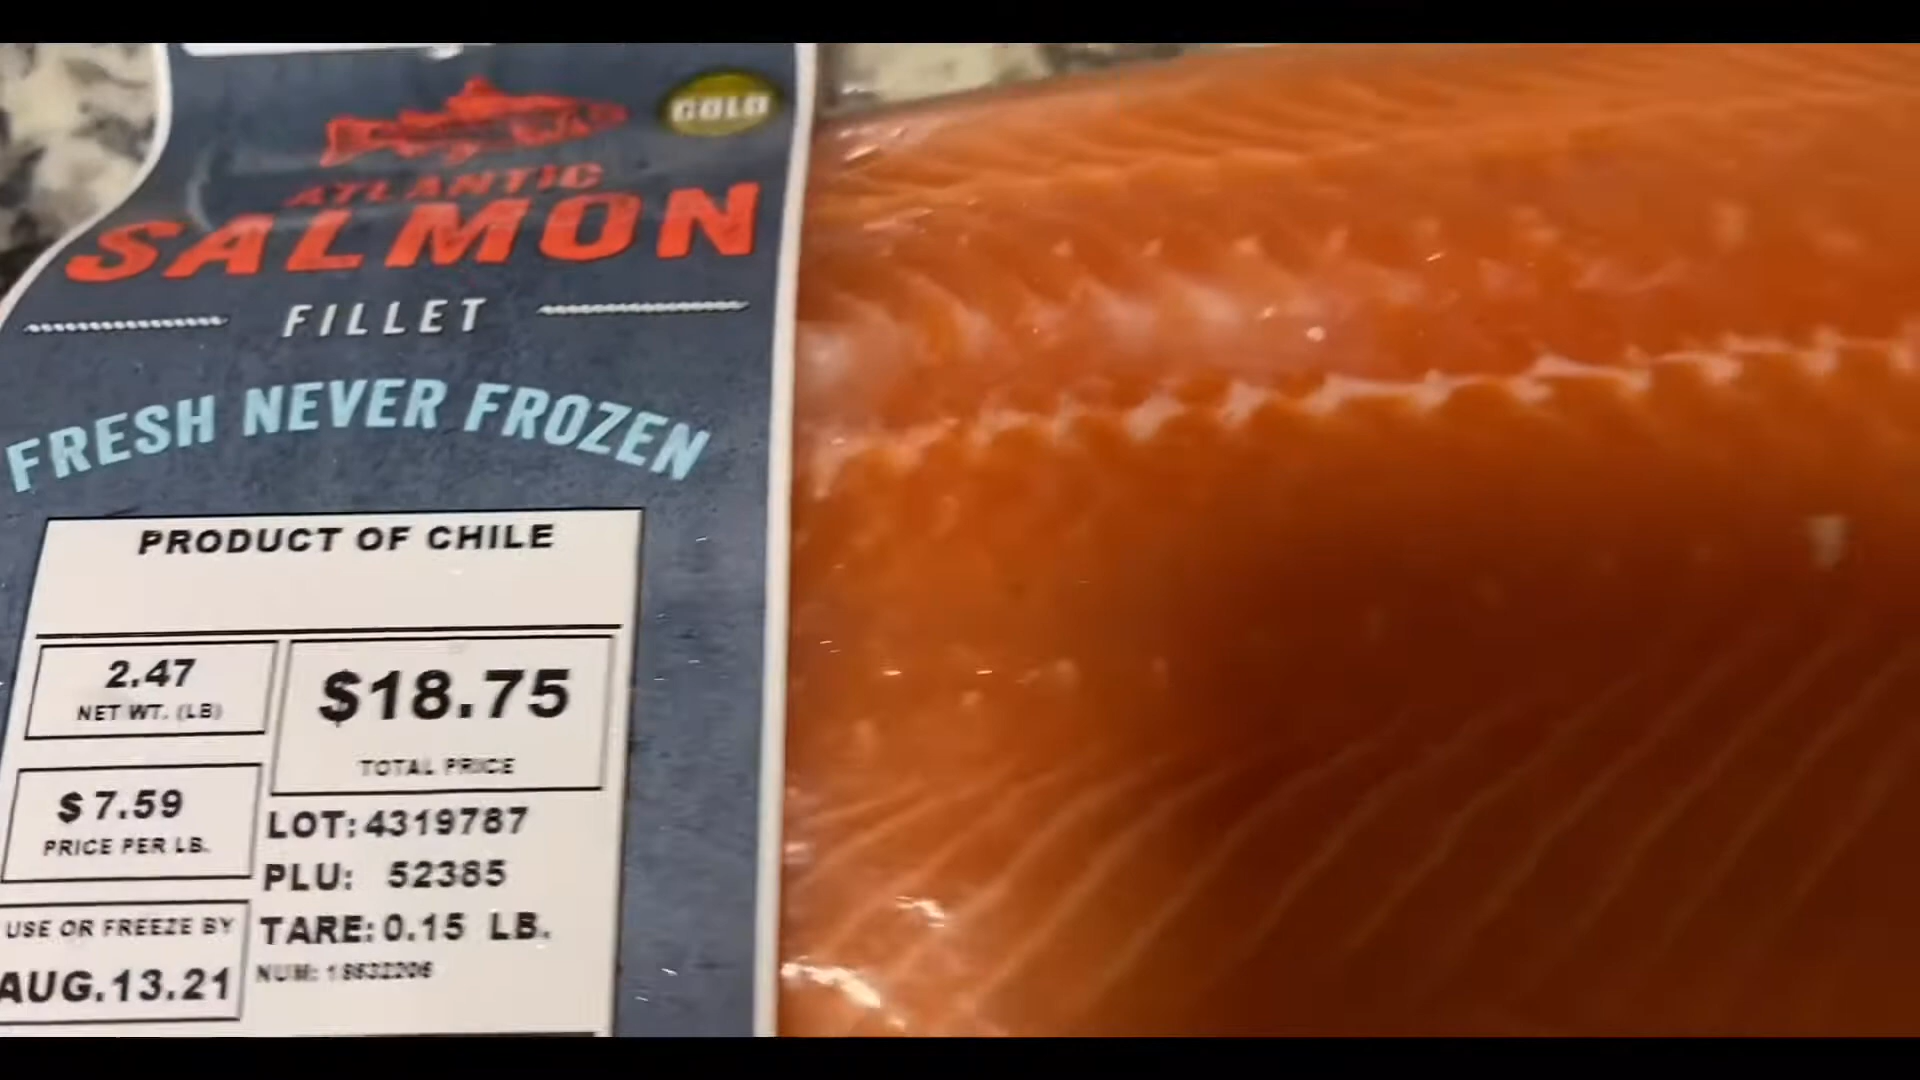 GOLD
ATLANTIC
SALMON
FILLET
FRESH NEVER FROZEN
PRODUCT OF CHILE
2.47
NET WT. (LB)
$18.75
TOTAL PRICE
$7.59
PRICE PER LB.
LOT: 4319787
PLU: 52385
TARE: 0.15 LB.
NUM: 18632206
USE OR FREEZE BY
AUG.13.21